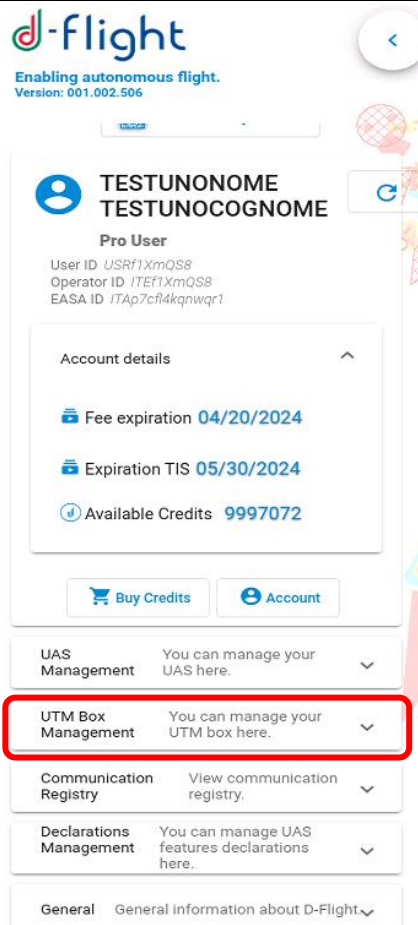 d-flight
Enabling autonomous flight.
Version: 001.002.506
TESTUNONOME
TESTUNOCOGNOME
Pro User
User ID USRf1XmQS8
Operator ID ITEf1XmQS8
EASA ID ITAp7cfl4kqnwqr1
Account details
Fee expiration 04/20/2024
Expiration TIS 05/30/2024
Available Credits 9997072
Buy Credits Account
UAS You can manage your
Management UAS here.
UTM Box You can manage your
Management UTM box here.
Communication View communication
Registry registry.
Declarations You can manage UAS
Management features declarations
here.
General General information about D-Flight.